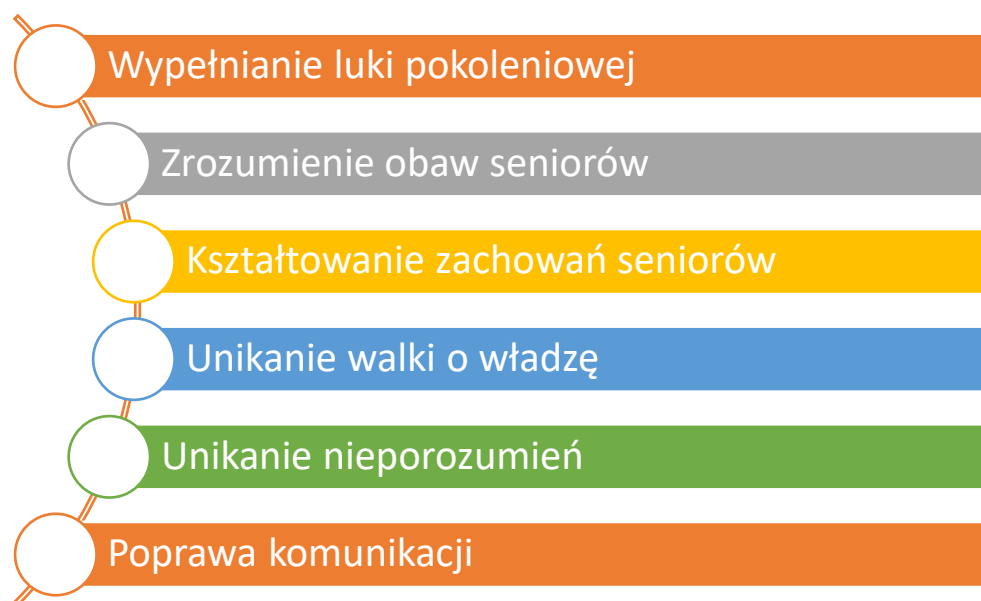 Wypełnianie luki pokoleniowej
Zrozumienie obaw seniorów
Kształtowanie zachowań seniorów
Unikanie walki o władzę
Unikanie nieporozumień
Poprawa komunikacji